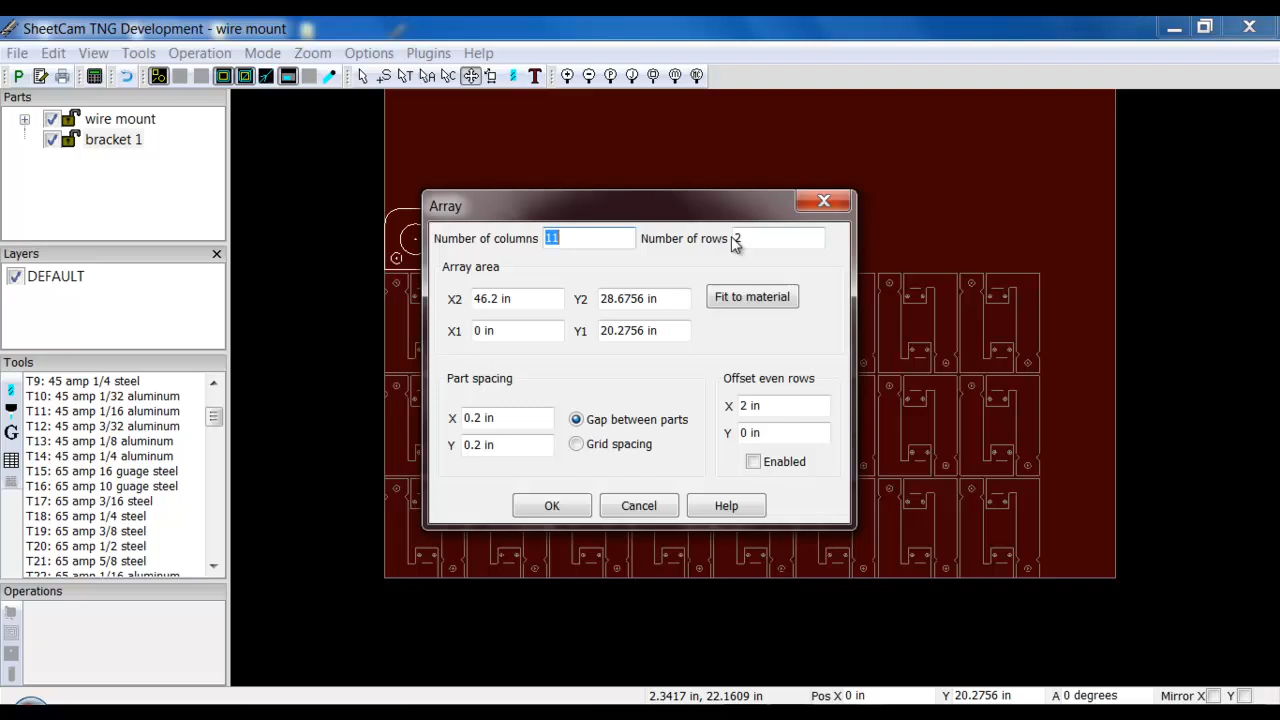 SheetCam TNG Development - wire mount
File Edit View Tools Operation Mode Zoom Options Plugins Help
Parts
wire mount
bracket 1
Layers
DEFAULT
Tools
T9: 45 amp 1/4 steel
T10: 45 amp 1/32 aluminum
T11: 45 amp 1/16 aluminum
T12: 45 amp 3/32 aluminum
T13: 45 amp 1/8 aluminum
T14: 45 amp 1/4 aluminum
T15: 65 amp 16 guage steel
T16: 65 amp 10 guage steel
T17: 65 amp 3/16 steel
T18: 65 amp 1/4 steel
T19: 65 amp 3/8 steel
T20: 65 amp 1/2 steel
T21: 65 amp 5/8 steel
T22: 65 amp 1/16 aluminum
Operations
Array
Number of columns 11 Number of rows 2
Array area
X2 46.2 in Y2 28.6756 in Fit to material
X1 0 in Y1 20.2756 in
Part spacing
X 0.2 in Gap between parts
Y 0.2 in Grid spacing
Offset even rows
X 2 in
Y 0 in
Enabled
OK Cancel Help
2.3417 in, 22.1609 in Pos X 0 in Y 20.2756 in A 0 degrees Mirror X Y